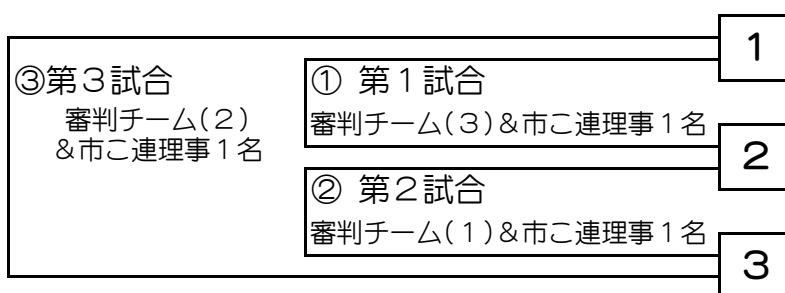 1
③第３試合
審判チーム(２)
&市こ連理事１名
① 第１試合
審判チーム(３)&市こ連理事１名
2
② 第２試合
審判チーム(１)&市こ連理事１名
3